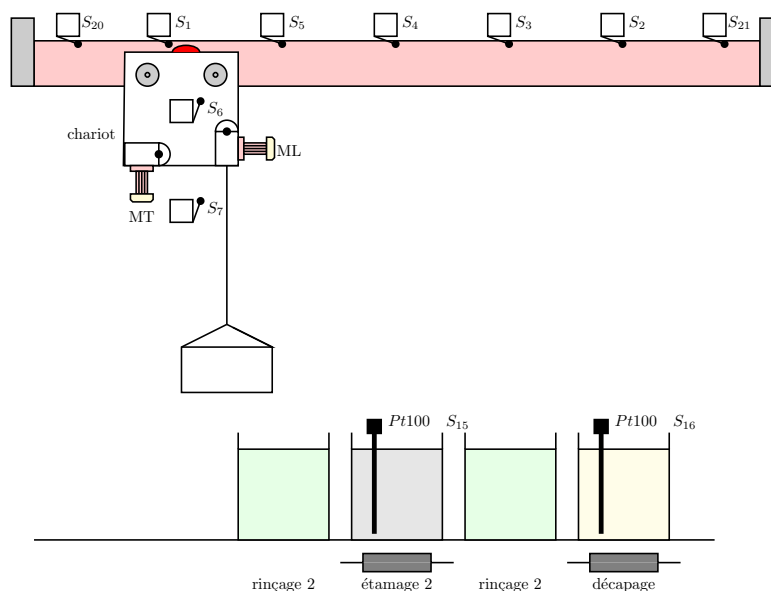 S20 S1 S5 S4 S3 S2 S21
S6
chariot
ML
S7
MT
Pt100 S15 Pt100 S16
rinçage 2 étamage 2 rinçage 2 décapage